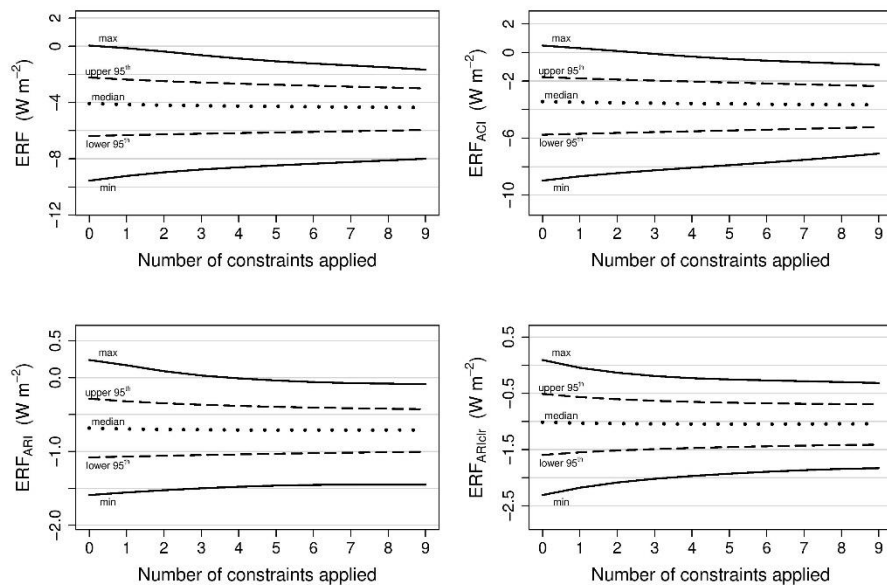 2
0
−4
−8
−12
ERF (W m−2)
max
upper 95th
median
lower 95th
min
0 1 2 3 4 5 6 7 8 9
Number of constraints applied
2
0
−2
−6
−10
ERFACI (W m−2)
max
upper 95th
median
lower 95th
min
0 1 2 3 4 5 6 7 8 9
Number of constraints applied
0.5
0.0
−1.0
−2.0
ERFARI (W m−2)
max
upper 95th
median
lower 95th
min
0 1 2 3 4 5 6 7 8 9
Number of constraints applied
0.5
−0.5
−1.5
−2.5
ERFARIclr (W m−2)
max
upper 95th
median
lower 95th
min
0 1 2 3 4 5 6 7 8 9
Number of constraints applied